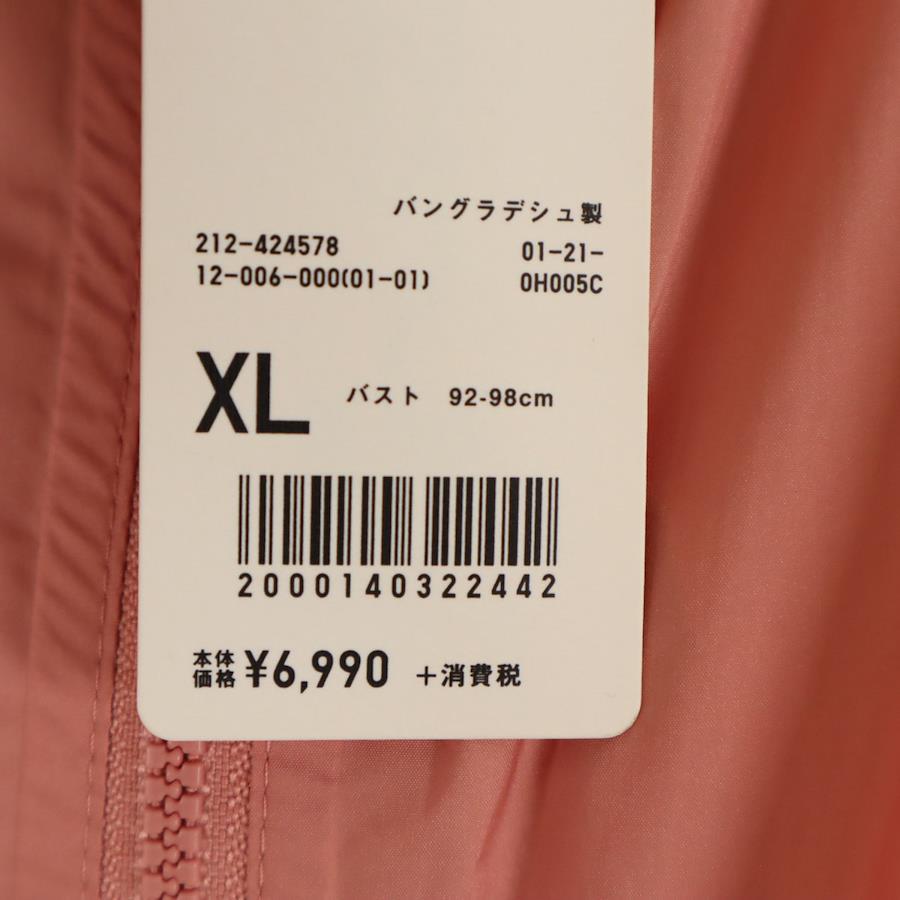 バングラデシュ製
212-424578 01-21-
12-006-000(01-01) 0H005C
XL バスト 92-98cm
2000140322442
本体価格 ¥6,990 +消費税